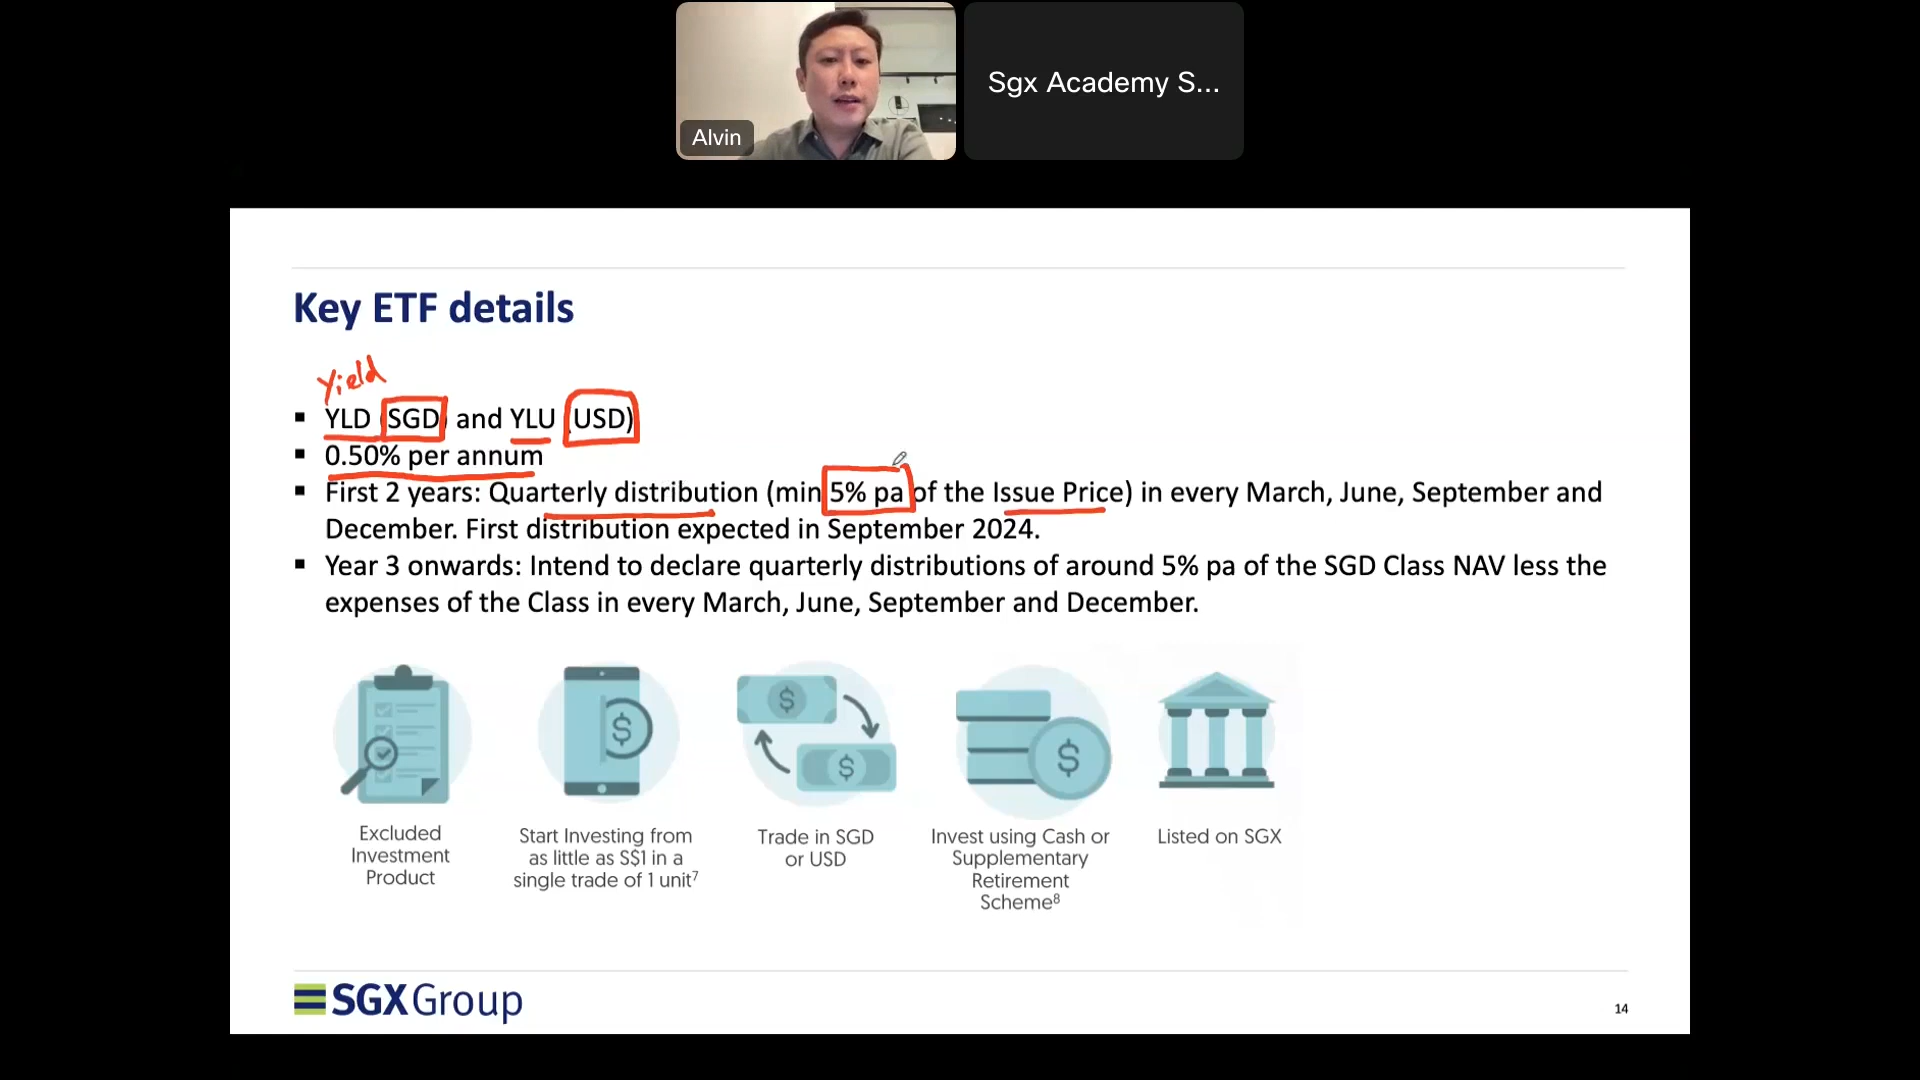 Alvin
Sgx Academy S...
Key ETF details
Yield
▪ YLD (SGD) and YLU (USD)
▪ 0.50% per annum
▪ First 2 years: Quarterly distribution (min 5% pa of the Issue Price) in every March, June, September and
December. First distribution expected in September 2024.
▪ Year 3 onwards: Intend to declare quarterly distributions of around 5% pa of the SGD Class NAV less the
expenses of the Class in every March, June, September and December.
Excluded
Investment
Product
Start Investing from
as little as S$1 in a
single trade of 1 unit⁷
Trade in SGD
or USD
Invest using Cash or
Supplementary
Retirement
Scheme⁸
Listed on SGX
SGXGroup
14